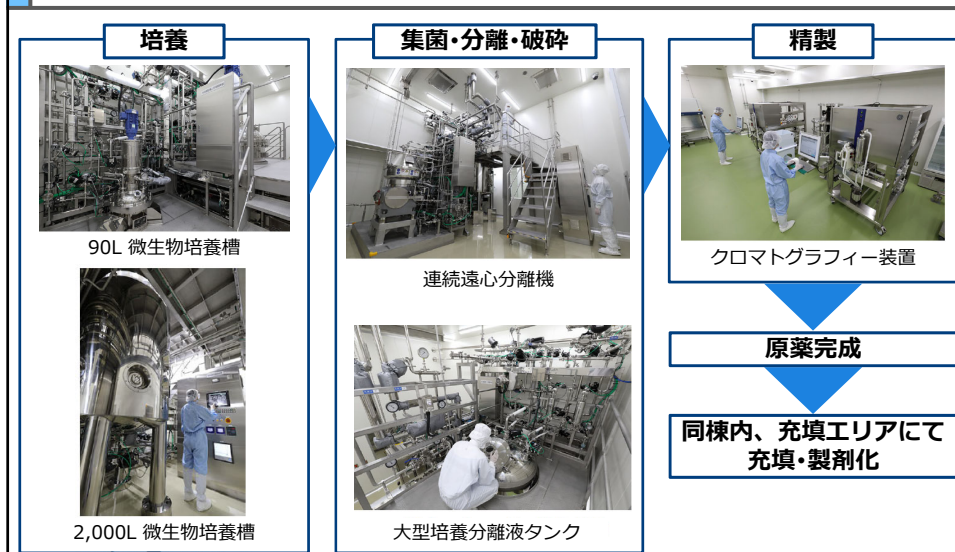 培養
90L 微生物培養槽
2,000L 微生物培養槽
集菌・分離・破砕
連続遠心分離機
大型培養分離液タンク
精製
クロマトグラフィー装置
原薬完成
同棟内、充填エリアにて
充填・製剤化